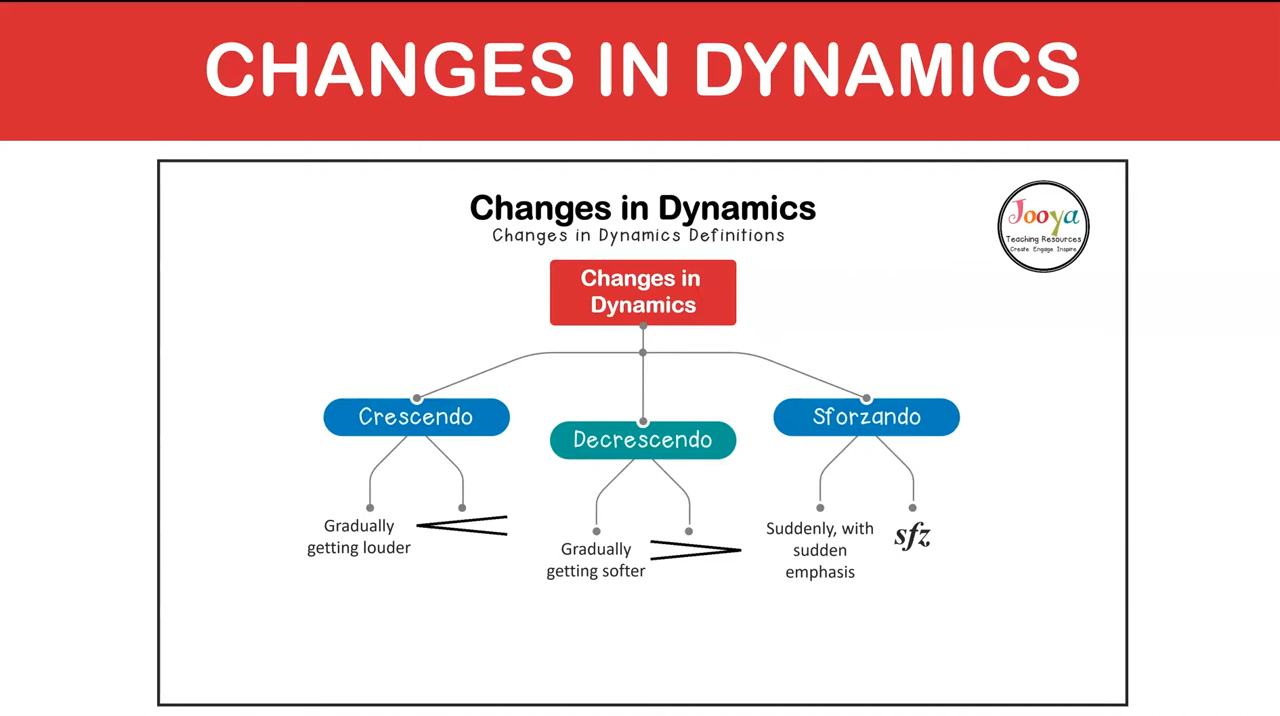 CHANGES IN DYNAMICS
Changes in Dynamics
Changes in Dynamics Definitions
Jooya
Teaching Resources
Create Engage Inspire
Changes in
Dynamics
Crescendo
Decrescendo
Sforzando
Gradually
getting louder
Gradually
getting softer
Suddenly, with
sudden
emphasis
sfz